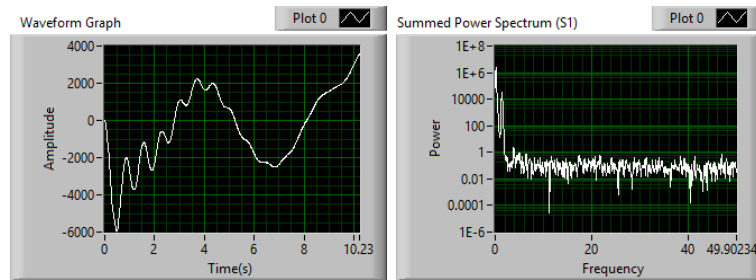 Waveform Graph
Plot 0
4000
2000
0
-2000
-4000
-6000
Amplitude
0
2
4
6
8
10.23
Time(s)
Summed Power Spectrum (S1)
Plot 0
1E+8
1E+6
10000
100
1
0.01
0.0001
1E-6
Power
0
20
40
49.90234
Frequency